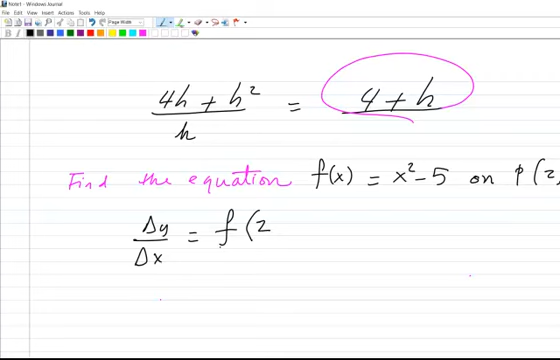 Note1 - Windows Journal
File Edit View Insert Actions Tools Help
Page Width
B
4h + h² / h = 4 + h
Find the equation f(x) = x² - 5 on P(2,
Δy / Δx = f(2